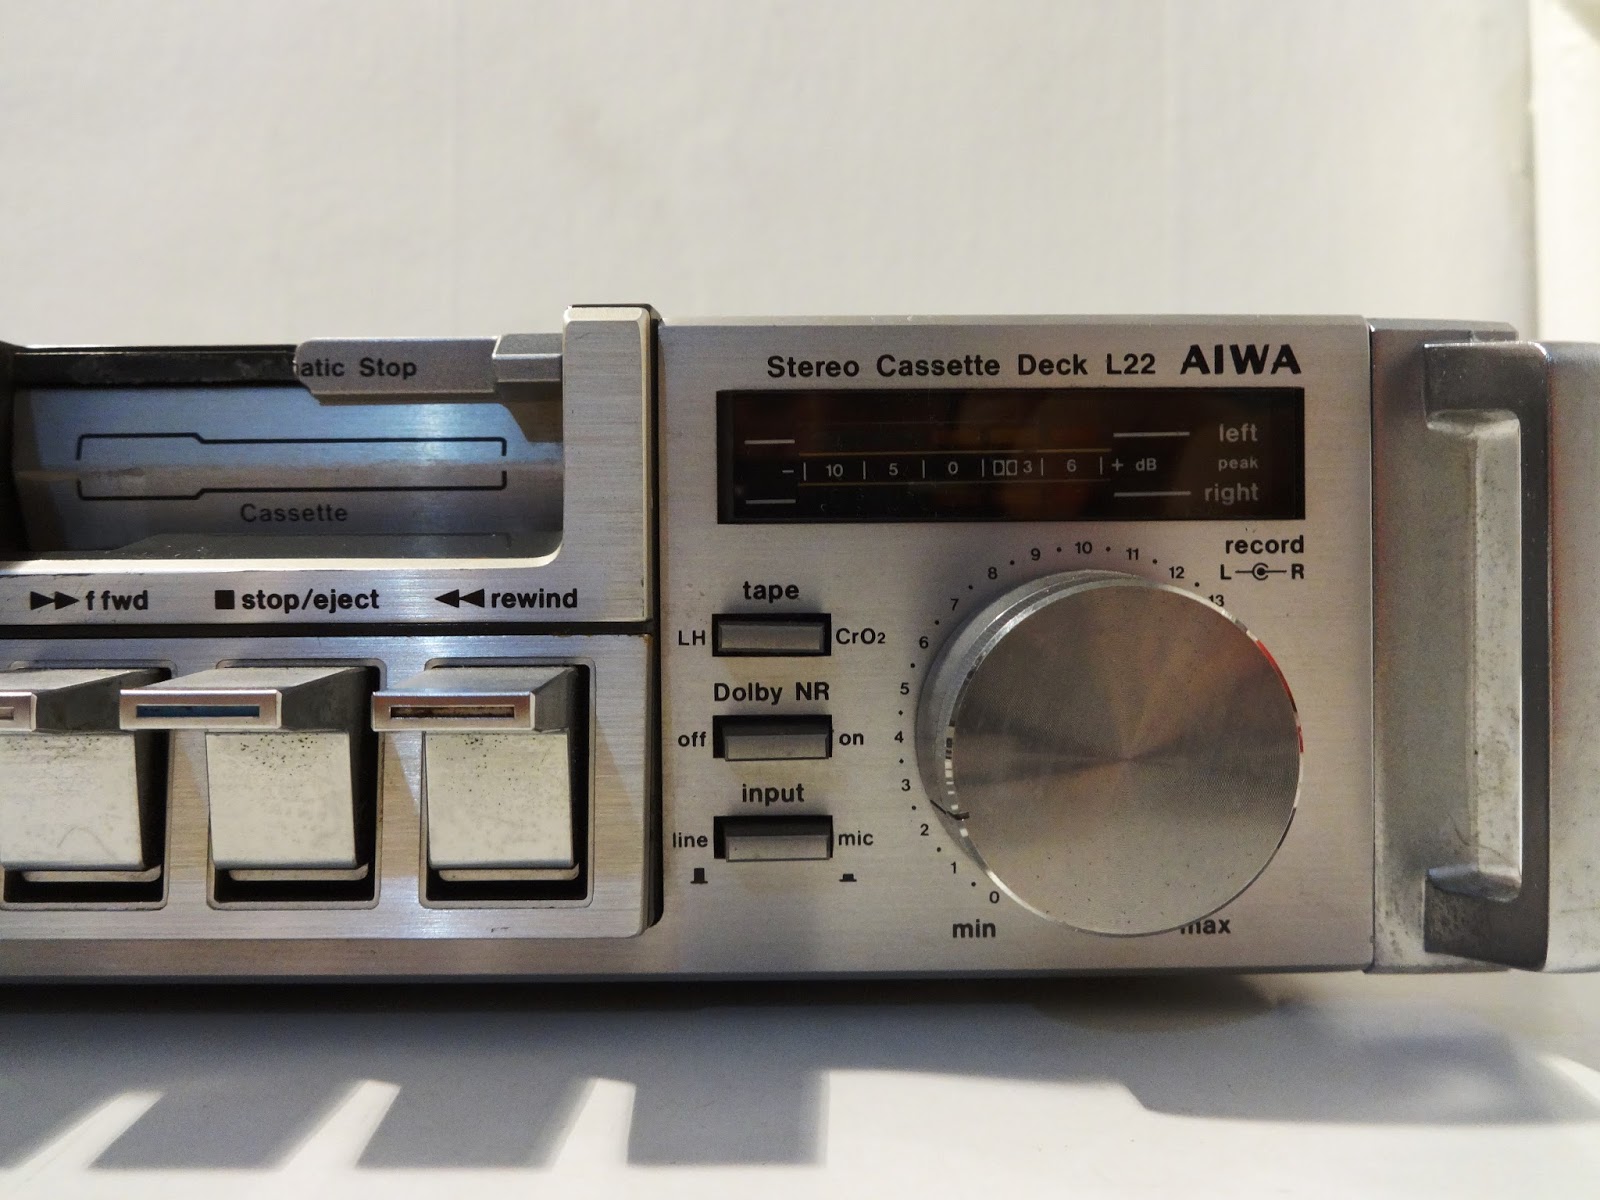 Stereo Cassette Deck L22 AIWA
Stop
Cassette
ffwd stop/eject rewind
left
− 10 5 0 3 6 + dB peak
right
record
L R
tape
LH CrO2
Dolby NR
off on
input
line mic
0 1 2 3 4 5 6 7 8 9 10 11 12 13
min max